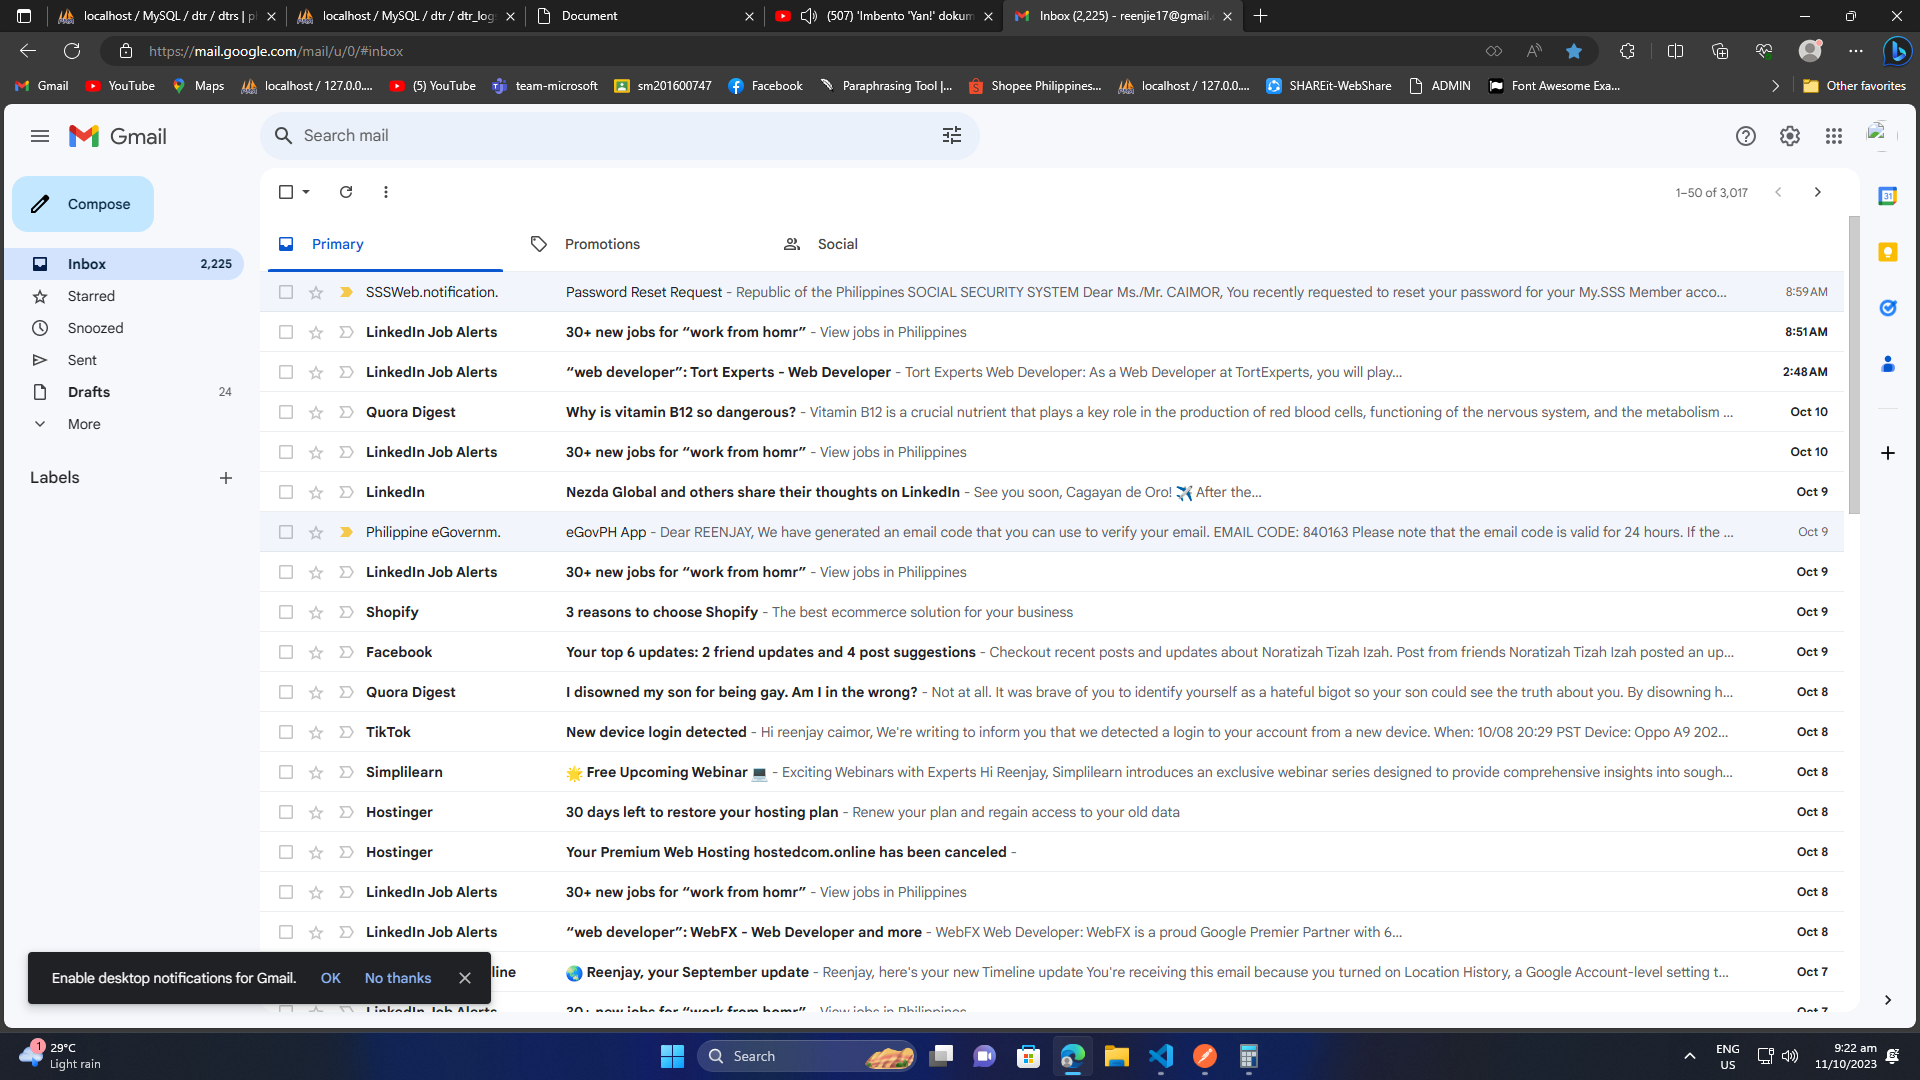 localhost / MySQL / dtr / dtrs | p
localhost / MySQL / dtr / dtr_log
Document
(507) 'Imbento 'Yan!' dokum
Inbox (2,225) - reenjie17@gmail.
https://mail.google.com/mail/u/0/#inbox
Gmail
YouTube
Maps
localhost / 127.0.0....
(5) YouTube
team-microsoft
sm201600747
Facebook
Paraphrasing Tool |...
Shopee Philippines...
localhost / 127.0.0....
SHAREit-WebShare
ADMIN
Font Awesome Exa...
Other favorites
Gmail
Search mail
Compose
1–50 of 3,017
Primary
Promotions
Social
Inbox 2,225
Starred
Snoozed
Sent
Drafts 24
More
Labels
SSSWeb.notification. Password Reset Request - Republic of the Philippines SOCIAL SECURITY SYSTEM Dear Ms./Mr. CAIMOR, You recently requested to reset your password for your My.SSS Member acco... 8:59 AM
LinkedIn Job Alerts 30+ new jobs for “work from homr” - View jobs in Philippines 8:51 AM
LinkedIn Job Alerts “web developer”: Tort Experts - Web Developer - Tort Experts Web Developer: As a Web Developer at TortExperts, you will play... 2:48 AM
Quora Digest Why is vitamin B12 so dangerous? - Vitamin B12 is a crucial nutrient that plays a key role in the production of red blood cells, functioning of the nervous system, and the metabolism ... Oct 10
LinkedIn Job Alerts 30+ new jobs for “work from homr” - View jobs in Philippines Oct 10
LinkedIn Nezda Global and others share their thoughts on LinkedIn - See you soon, Cagayan de Oro! ✈️ After the... Oct 9
Philippine eGovernm. eGovPH App - Dear REENJAY, We have generated an email code that you can use to verify your email. EMAIL CODE: 840163 Please note that the email code is valid for 24 hours. If the ... Oct 9
LinkedIn Job Alerts 30+ new jobs for “work from homr” - View jobs in Philippines Oct 9
Shopify 3 reasons to choose Shopify - The best ecommerce solution for your business Oct 9
Facebook Your top 6 updates: 2 friend updates and 4 post suggestions - Checkout recent posts and updates about Noratizah Tizah Izah. Post from friends Noratizah Tizah Izah posted an up... Oct 9
Quora Digest I disowned my son for being gay. Am I in the wrong? - Not at all. It was brave of you to identify yourself as a hateful bigot so your son could see the truth about you. By disowning h... Oct 8
TikTok New device login detected - Hi reenjay caimor, We're writing to inform you that we detected a login to your account from a new device. When: 10/08 20:29 PST Device: Oppo A9 202... Oct 8
Simplilearn 🌟 Free Upcoming Webinar 💻 - Exciting Webinars with Experts Hi Reenjay, Simplilearn introduces an exclusive webinar series designed to provide comprehensive insights into sough... Oct 8
Hostinger 30 days left to restore your hosting plan - Renew your plan and regain access to your old data Oct 8
Hostinger Your Premium Web Hosting hostedcom.online has been canceled - Oct 8
LinkedIn Job Alerts 30+ new jobs for “work from homr” - View jobs in Philippines Oct 8
LinkedIn Job Alerts “web developer”: WebFX - Web Developer and more - WebFX Web Developer: WebFX is a proud Google Premier Partner with 6... Oct 8
line 🌏 Reenjay, your September update - Reenjay, here's your new Timeline update You're receiving this email because you turned on Location History, a Google Account-level setting t... Oct 7
LinkedIn Job Alerts 30+ new jobs for “work from homr” - View jobs in Philippines Oct 7
Enable desktop notifications for Gmail. OK No thanks
1
29°C
Light rain
Search
ENG
US
9:22 am
11/10/2023